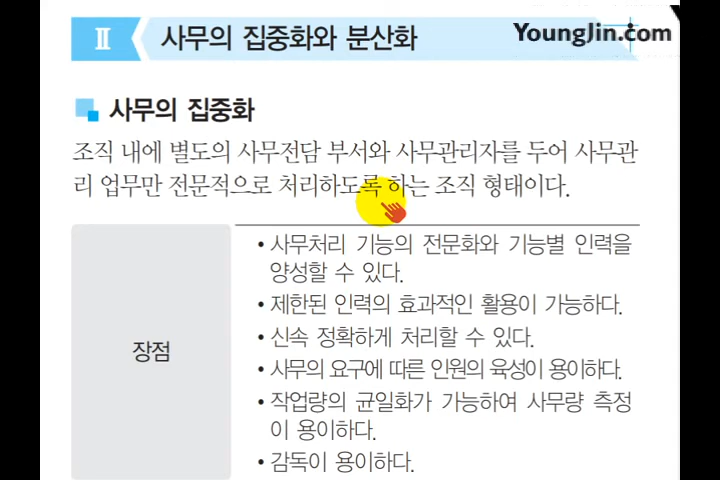 Ⅱ 사무의 집중화와 분산화
YoungJin.com
사무의 집중화
조직 내에 별도의 사무전담 부서와 사무관리자를 두어 사무관
리 업무만 전문적으로 처리하도록 하는 조직 형태이다.
장점
• 사무처리 기능의 전문화와 기능별 인력을
양성할 수 있다.
• 제한된 인력의 효과적인 활용이 가능하다.
• 신속 정확하게 처리할 수 있다.
• 사무의 요구에 따른 인원의 육성이 용이하다.
• 작업량의 균일화가 가능하여 사무량 측정
이 용이하다.
• 감독이 용이하다.